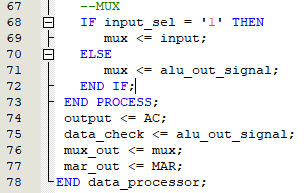 67 --MUX
68 IF input_sel = '1' THEN
69 mux <= input;
70 ELSE
71 mux <= alu_out_signal;
72 END IF;
73 END PROCESS;
74 output <= AC;
75 data_check <= alu_out_signal;
76 mux_out <= mux;
77 mar_out <= MAR;
78 END data_processor;